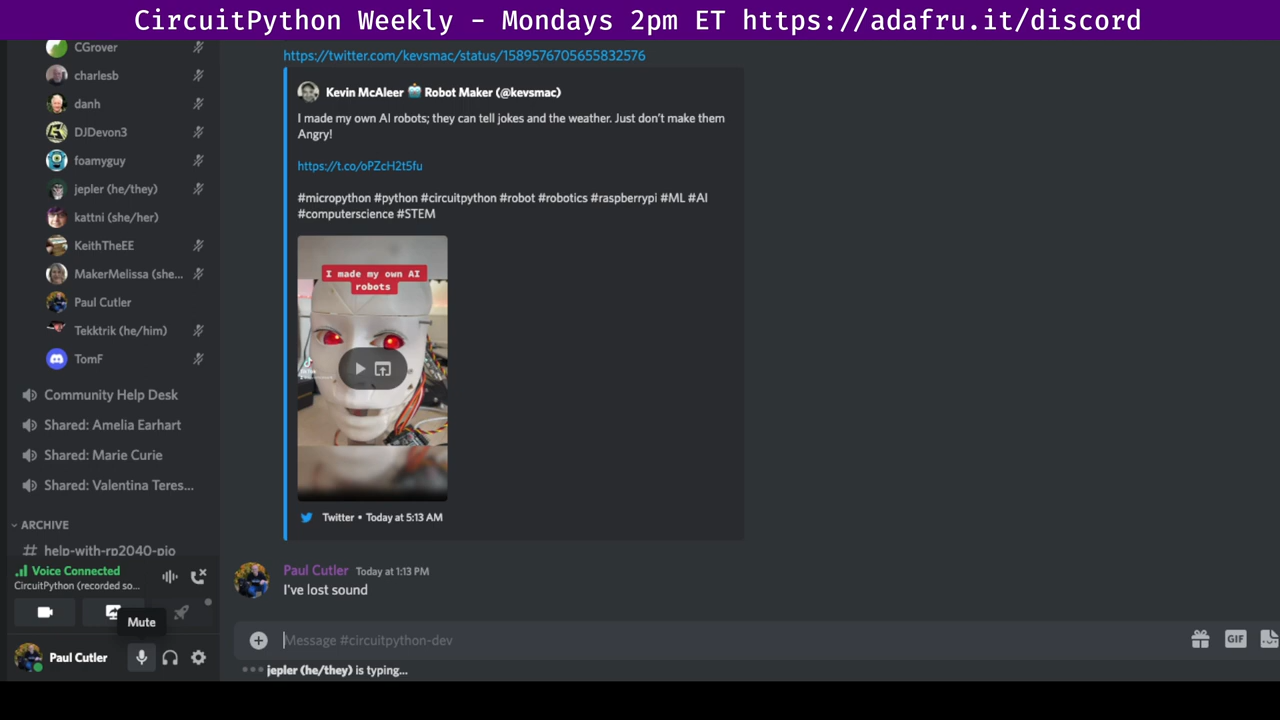 CircuitPython Weekly - Mondays 2pm ET https://adafru.it/discord
CGrover
charlesb
danh
DJDevon3
foamyguy
jepler (he/they)
kattni (she/her)
KeithTheEE
MakerMelissa (she...
Paul Cutler
Tekktrik (he/him)
TomF
Community Help Desk
Shared: Amelia Earhart
Shared: Marie Curie
Shared: Valentina Teres...
ARCHIVE
# help-with-rp2040-pio
Voice Connected
CircuitPython (recorded so...
Mute
Paul Cutler
https://twitter.com/kevsmac/status/1589576705655832576
Kevin McAleer 🤖 Robot Maker (@kevsmac)
I made my own AI robots; they can tell jokes and the weather. Just don't make them
Angry!
https://t.co/oPZcH2t5fu
#micropython #python #circuitpython #robot #robotics #raspberrypi #ML #AI
#computerscience #STEM
I made my own AI
robots
Twitter • Today at 5:13 AM
Paul Cutler Today at 1:13 PM
I've lost sound
Message #circuitpython-dev
GIF
jepler (he/they) is typing...